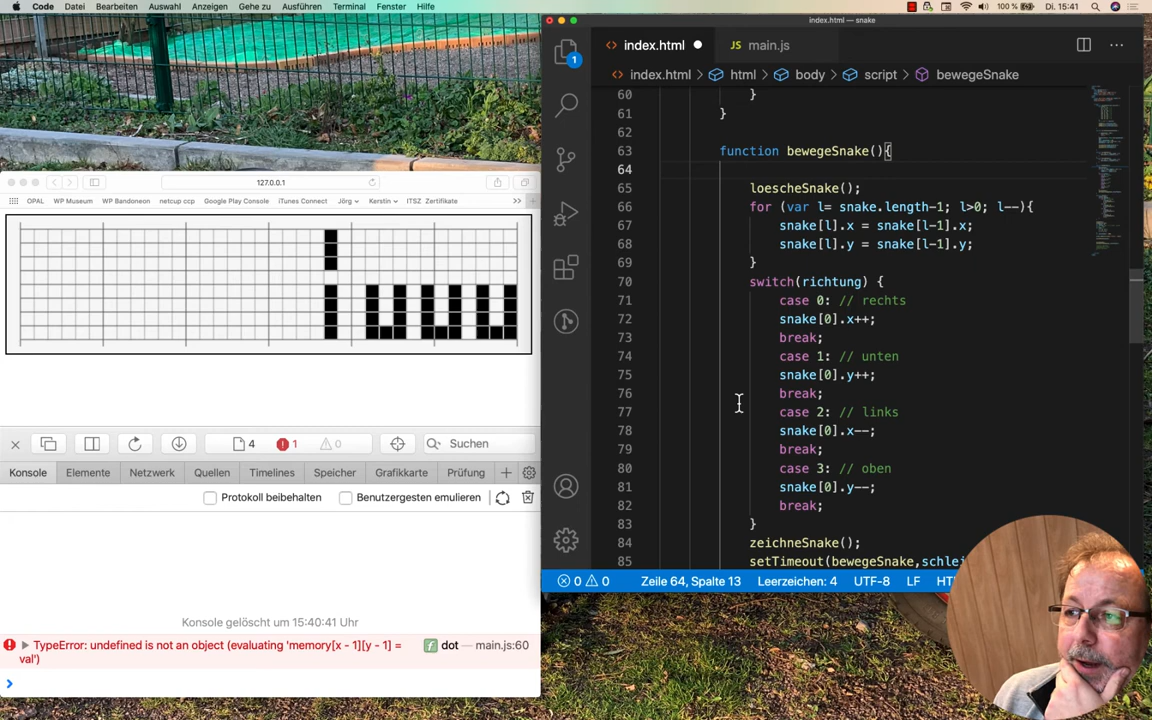 Code Datei Bearbeiten Auswahl Anzeigen Gehe zu Ausführen Terminal Fenster Hilfe 100 % Di. 15:41
index.html — snake
index.html main.js
JS
index.html > html > body > script > bewegeSnake
1
60 }
61 }
62
63 function bewegeSnake(){
64
65 loescheSnake();
66 for (var l= snake.length-1; l>0; l--){
67 snake[l].x = snake[l-1].x;
68 snake[l].y = snake[l-1].y;
69 }
70 switch(richtung) {
71 case 0: // rechts
72 snake[0].x++;
73 break;
74 case 1: // unten
75 snake[0].y++;
76 break;
77 case 2: // links
78 snake[0].x--;
79 break;
80 case 3: // oben
81 snake[0].y--;
82 break;
83 }
84 zeichneSnake();
85 setTimeout(bewegeSnake,schlei
0 0 Zeile 64, Spalte 13 Leerzeichen: 4 UTF-8 LF HT
127.0.0.1
OPAL WP Museum WP Bandoneon netcup ccp Google Play Console iTunes Connect Jörg Kerstin ITSZ Zertifikate
4 1 0 Suchen
Konsole Elemente Netzwerk Quellen Timelines Speicher Grafikkarte Prüfung
Protokoll beibehalten Benutzergesten emulieren
Konsole gelöscht um 15:40:41 Uhr
TypeError: undefined is not an object (evaluating 'memory[x - 1][y - 1] = f dot — main.js:60
val')